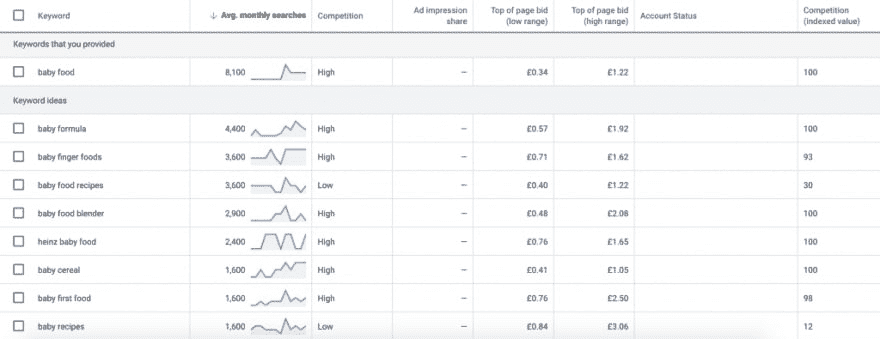 Keyword ↓ Avg. monthly searches Competition Ad impression share Top of page bid (low range) Top of page bid (high range) Account Status Competition (indexed value)
Keywords that you provided
baby food 8,100 High – £0.34 £1.22 100
Keyword ideas
baby formula 4,400 High – £0.57 £1.92 100
baby finger foods 3,600 High – £0.71 £1.62 93
baby food recipes 3,600 Low – £0.40 £1.22 30
baby food blender 2,900 High – £0.48 £2.08 100
heinz baby food 2,400 High – £0.76 £1.65 100
baby cereal 1,600 High – £0.41 £1.05 100
baby first food 1,600 High – £0.76 £2.50 98
baby recipes 1,600 Low – £0.84 £3.06 12